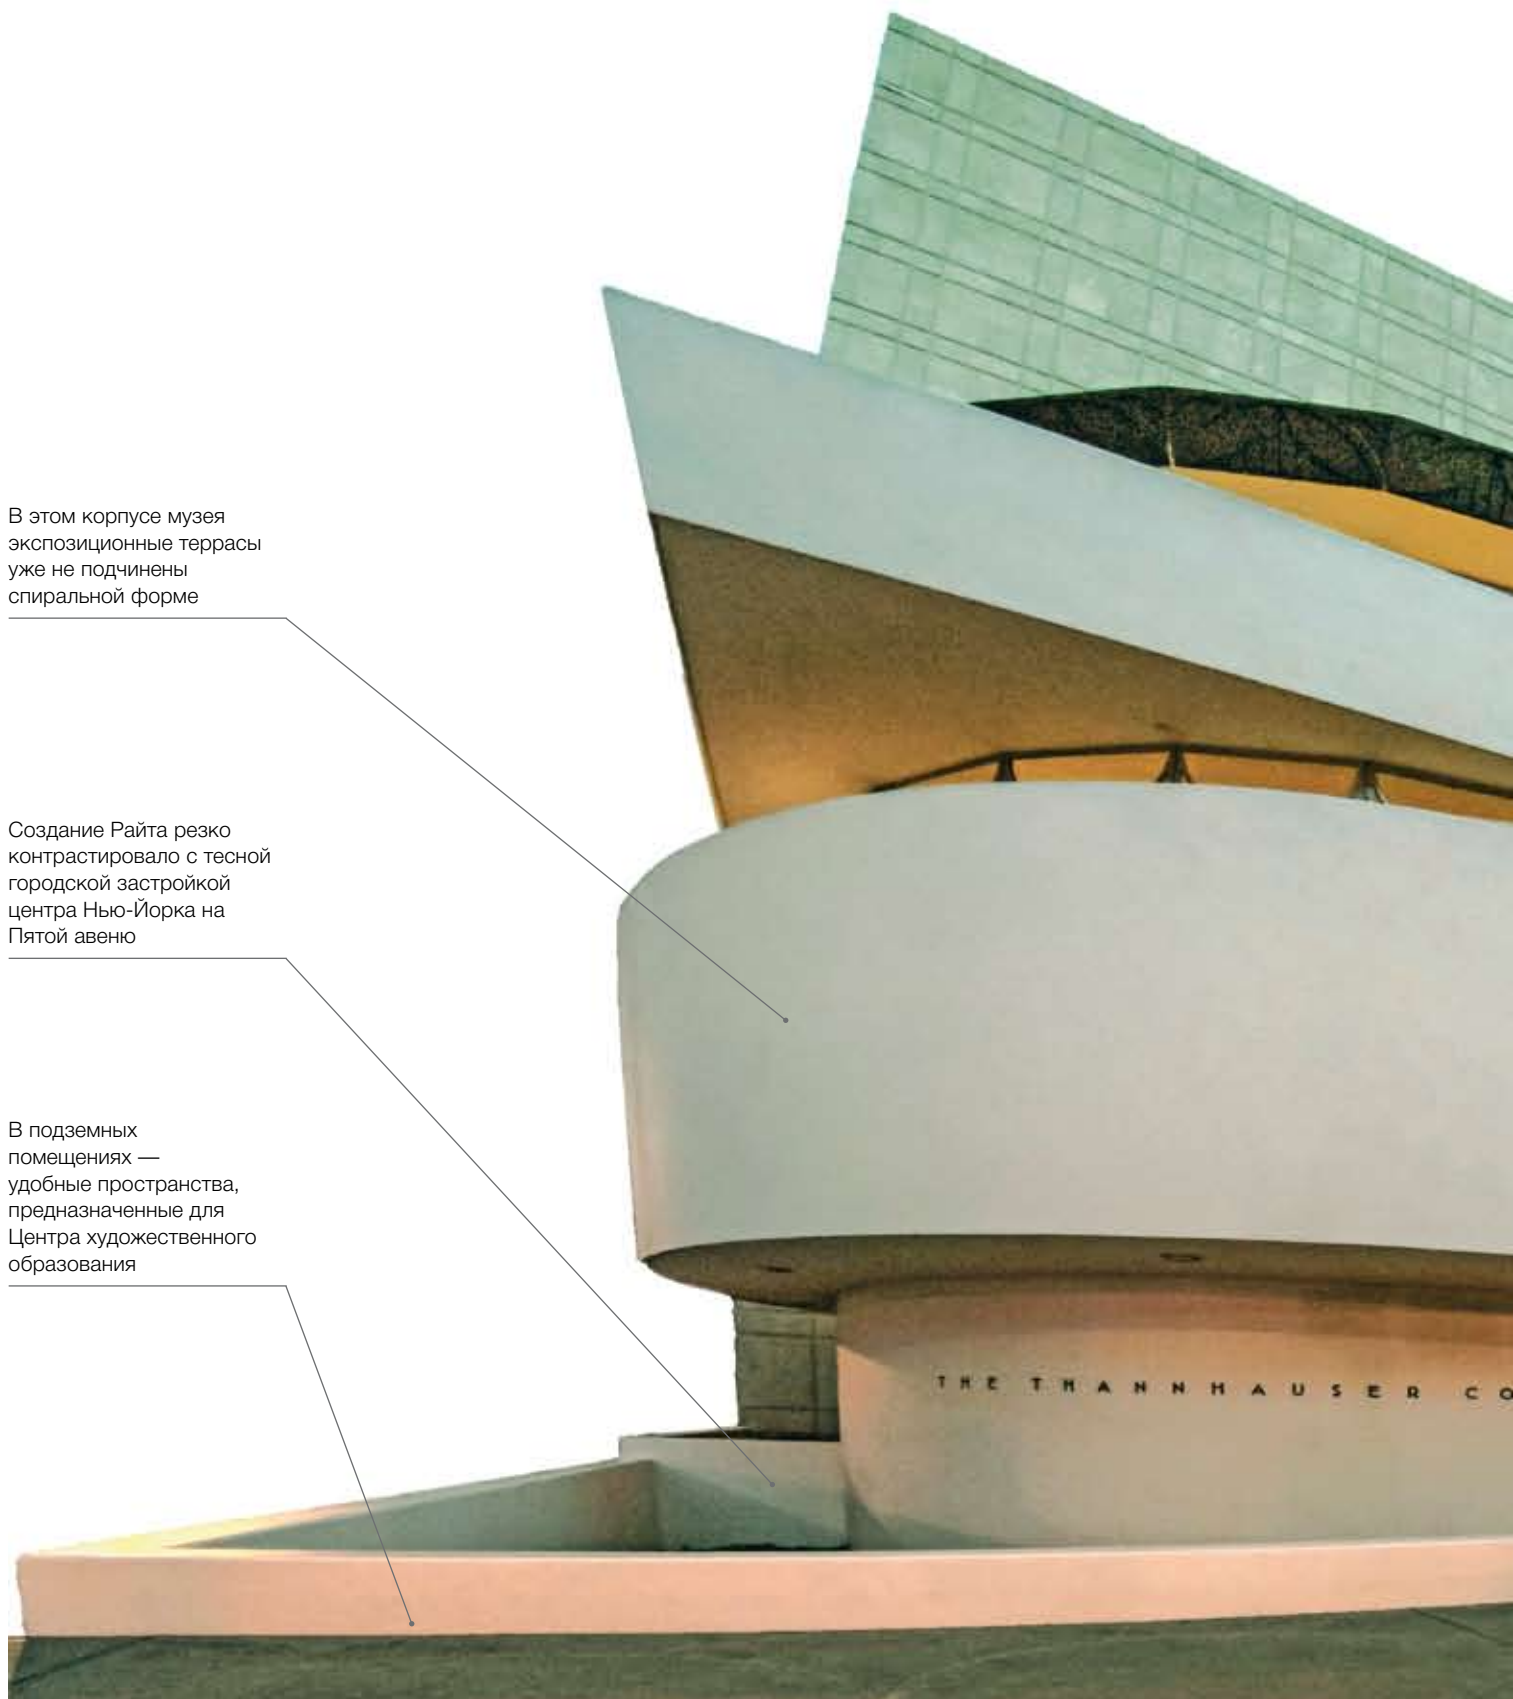 В этом корпусе музея
экспозиционные террасы
уже не подчинены
спиральной форме
Создание Райта резко
контрастировало с тесной
городской застройкой
центра Нью-Йорка на
Пятой авеню
В подземных
помещениях —
удобные пространства,
предназначенные для
Центра художественного
образования
THE THANNHAUSER CO